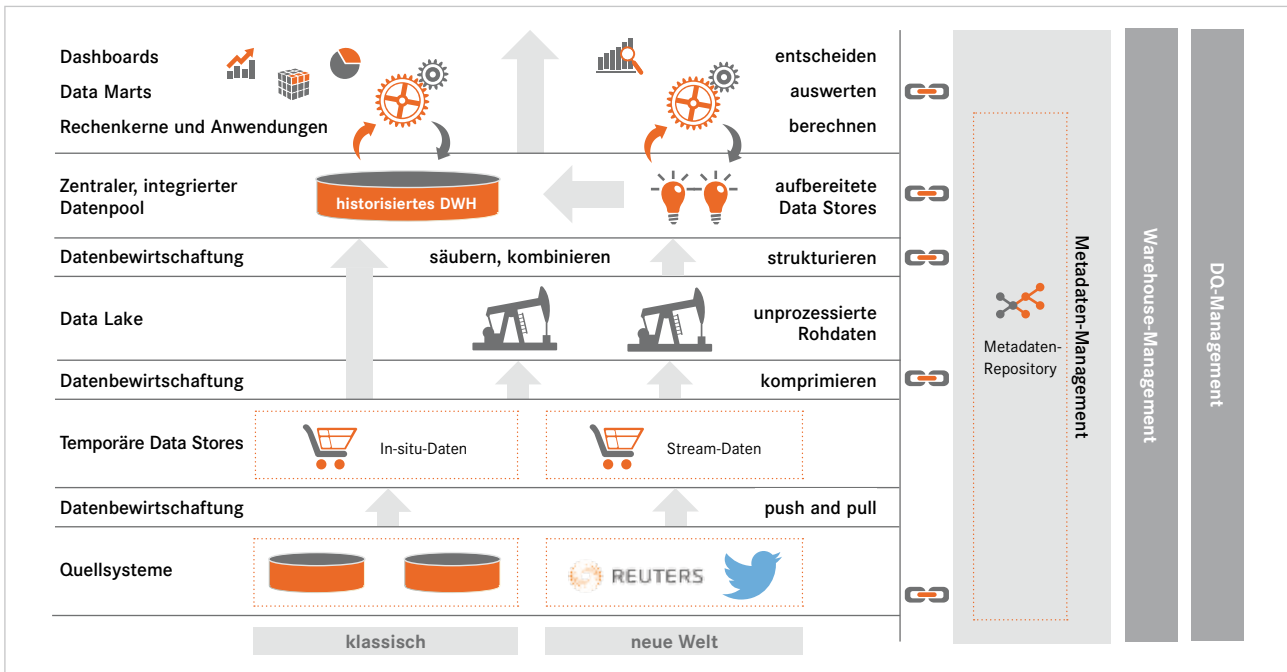 Dashboards
entscheiden
Data Marts
auswerten
Rechenkerne und Anwendungen
berechnen
Zentraler, integrierter
Datenpool
historisiertes DWH
aufbereitete
Data Stores
Datenbewirtschaftung
säubern, kombinieren
strukturieren
Data Lake
unprozessierte
Rohdaten
Datenbewirtschaftung
komprimieren
Temporäre Data Stores
In-situ-Daten
Stream-Daten
Datenbewirtschaftung
push and pull
Quellsysteme
REUTERS
klassisch
neue Welt
Metadaten-
Repository
Metadaten-Management
Warehouse-Management
DQ-Management